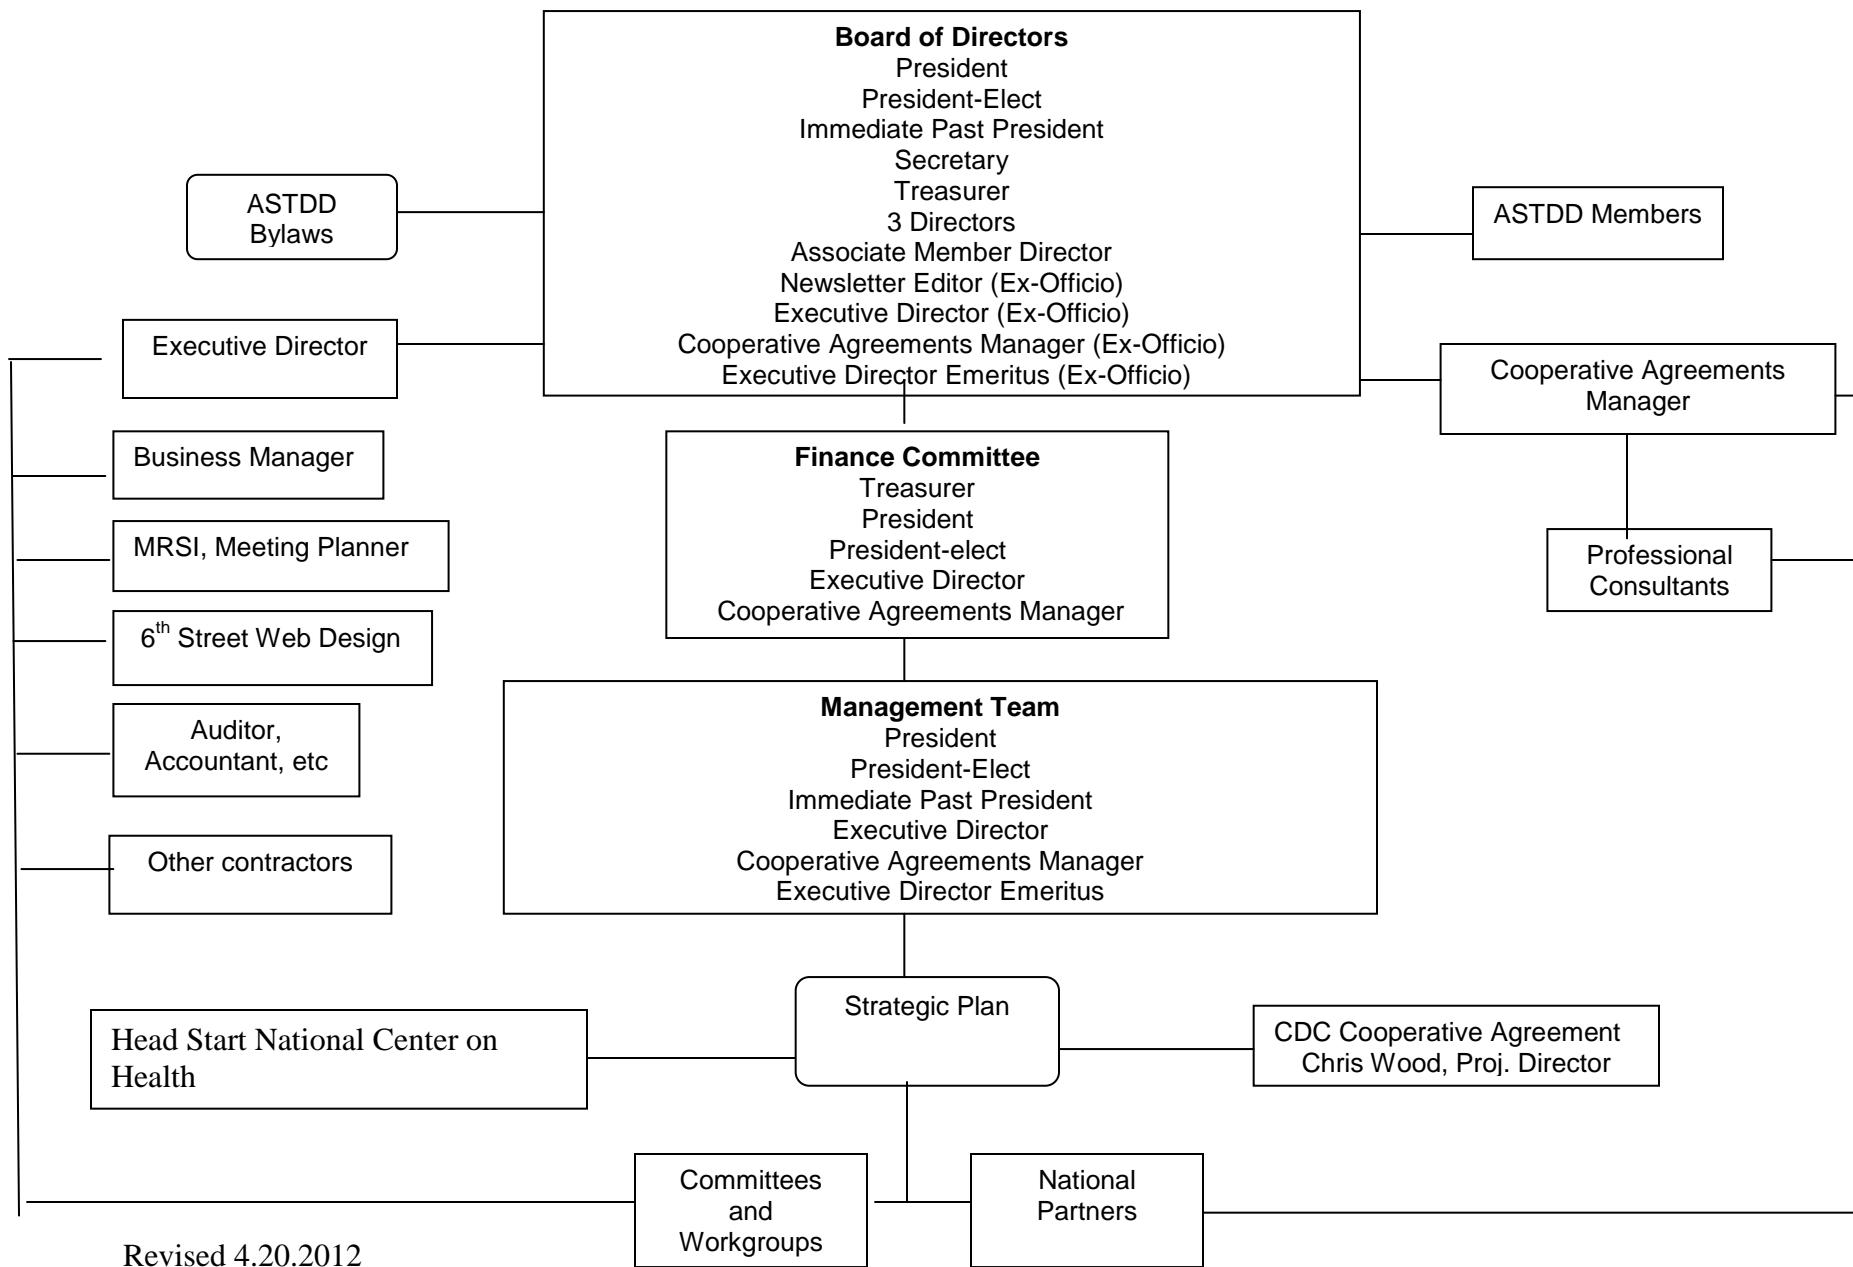 Board of Directors
President
President-Elect
Immediate Past President
Secretary
Treasurer
3 Directors
Associate Member Director
Newsletter Editor (Ex-Officio)
Executive Director (Ex-Officio)
Cooperative Agreements Manager (Ex-Officio)
Executive Director Emeritus (Ex-Officio)
ASTDD
Bylaws
ASTDD Members
Executive Director
Cooperative Agreements
Manager
Business Manager
MRSI, Meeting Planner
6th Street Web Design
Auditor,
Accountant, etc
Other contractors
Finance Committee
Treasurer
President
President-elect
Executive Director
Cooperative Agreements Manager
Professional
Consultants
Management Team
President
President-Elect
Immediate Past President
Executive Director
Cooperative Agreements Manager
Executive Director Emeritus
Strategic Plan
Head Start National Center on
Health
CDC Cooperative Agreement
Chris Wood, Proj. Director
Committees
and
Workgroups
National
Partners
Revised 4.20.2012